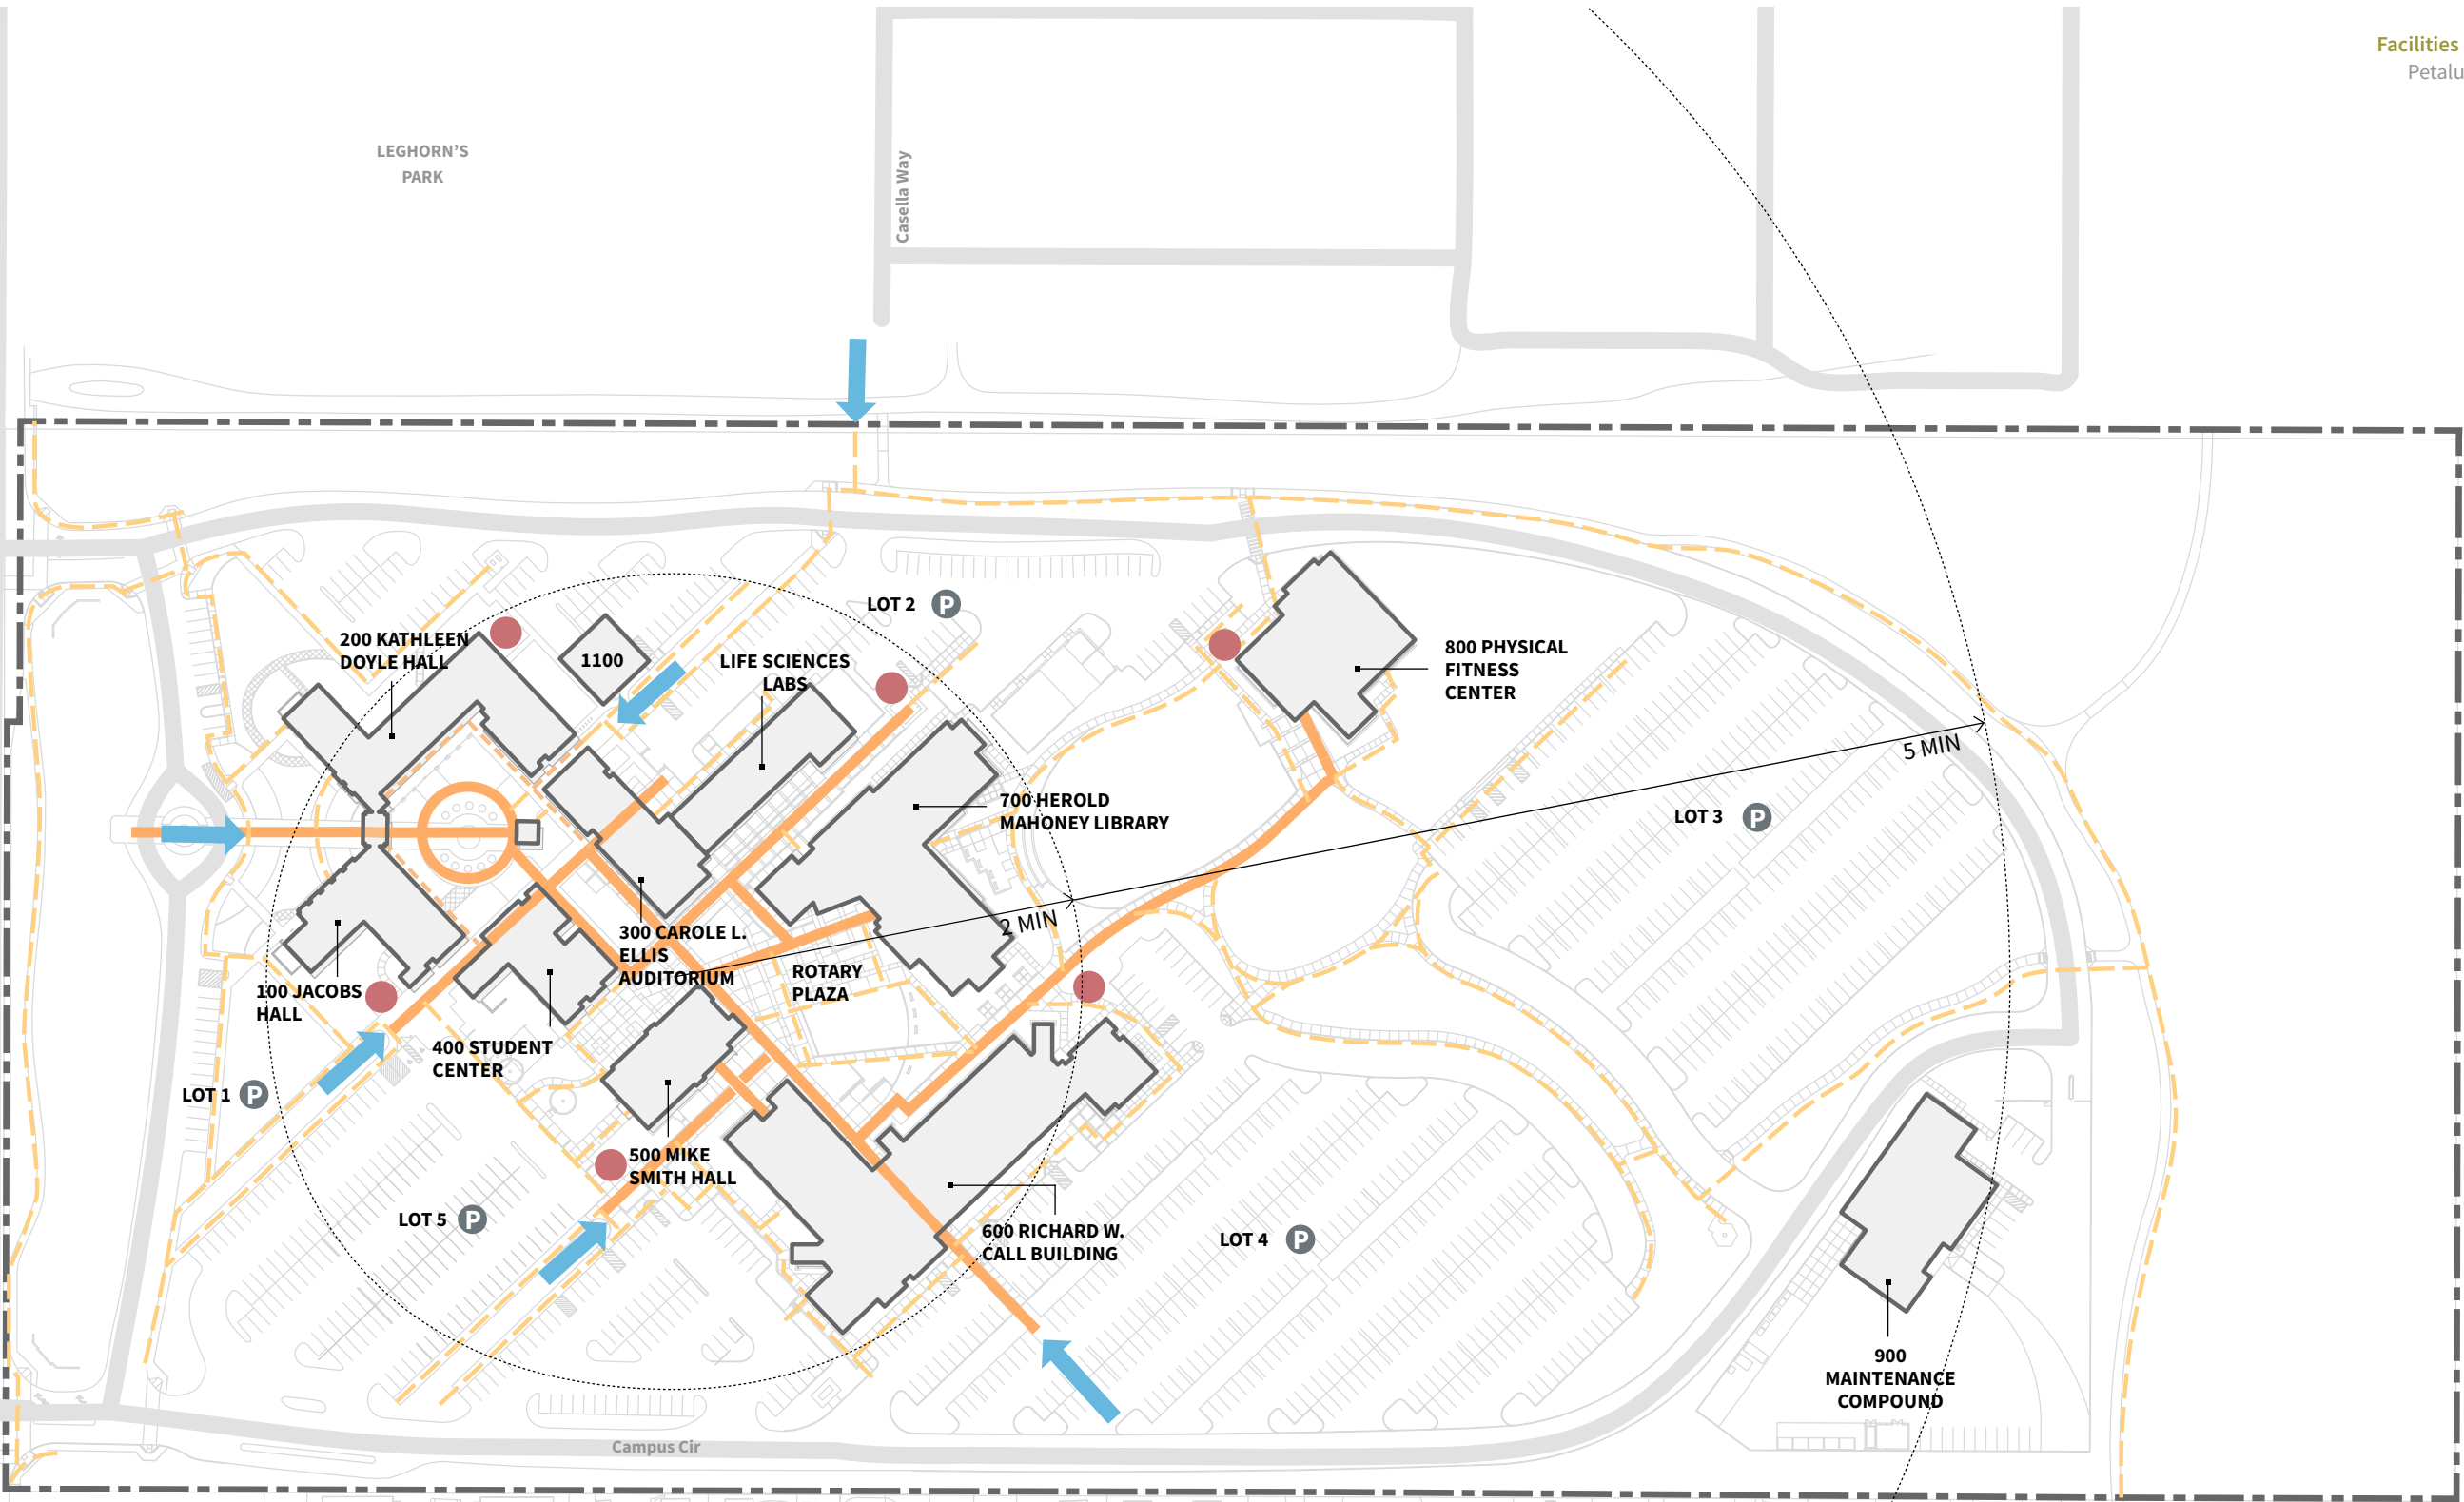 Facilities
Petalu
LEGHORN'S
PARK
Casella Way
LOT 2 P
200 KATHLEEN
DOYLE HALL
1100
LIFE SCIENCES
LABS
800 PHYSICAL
FITNESS
CENTER
5 MIN
700 HEROLD
MAHONEY LIBRARY
LOT 3 P
2 MIN
300 CAROLE L.
ELLIS
AUDITORIUM
ROTARY
PLAZA
100 JACOBS
HALL
400 STUDENT
CENTER
LOT 1 P
500 MIKE
SMITH HALL
LOT 5 P
600 RICHARD W.
CALL BUILDING
LOT 4 P
900
MAINTENANCE
COMPOUND
Campus Cir